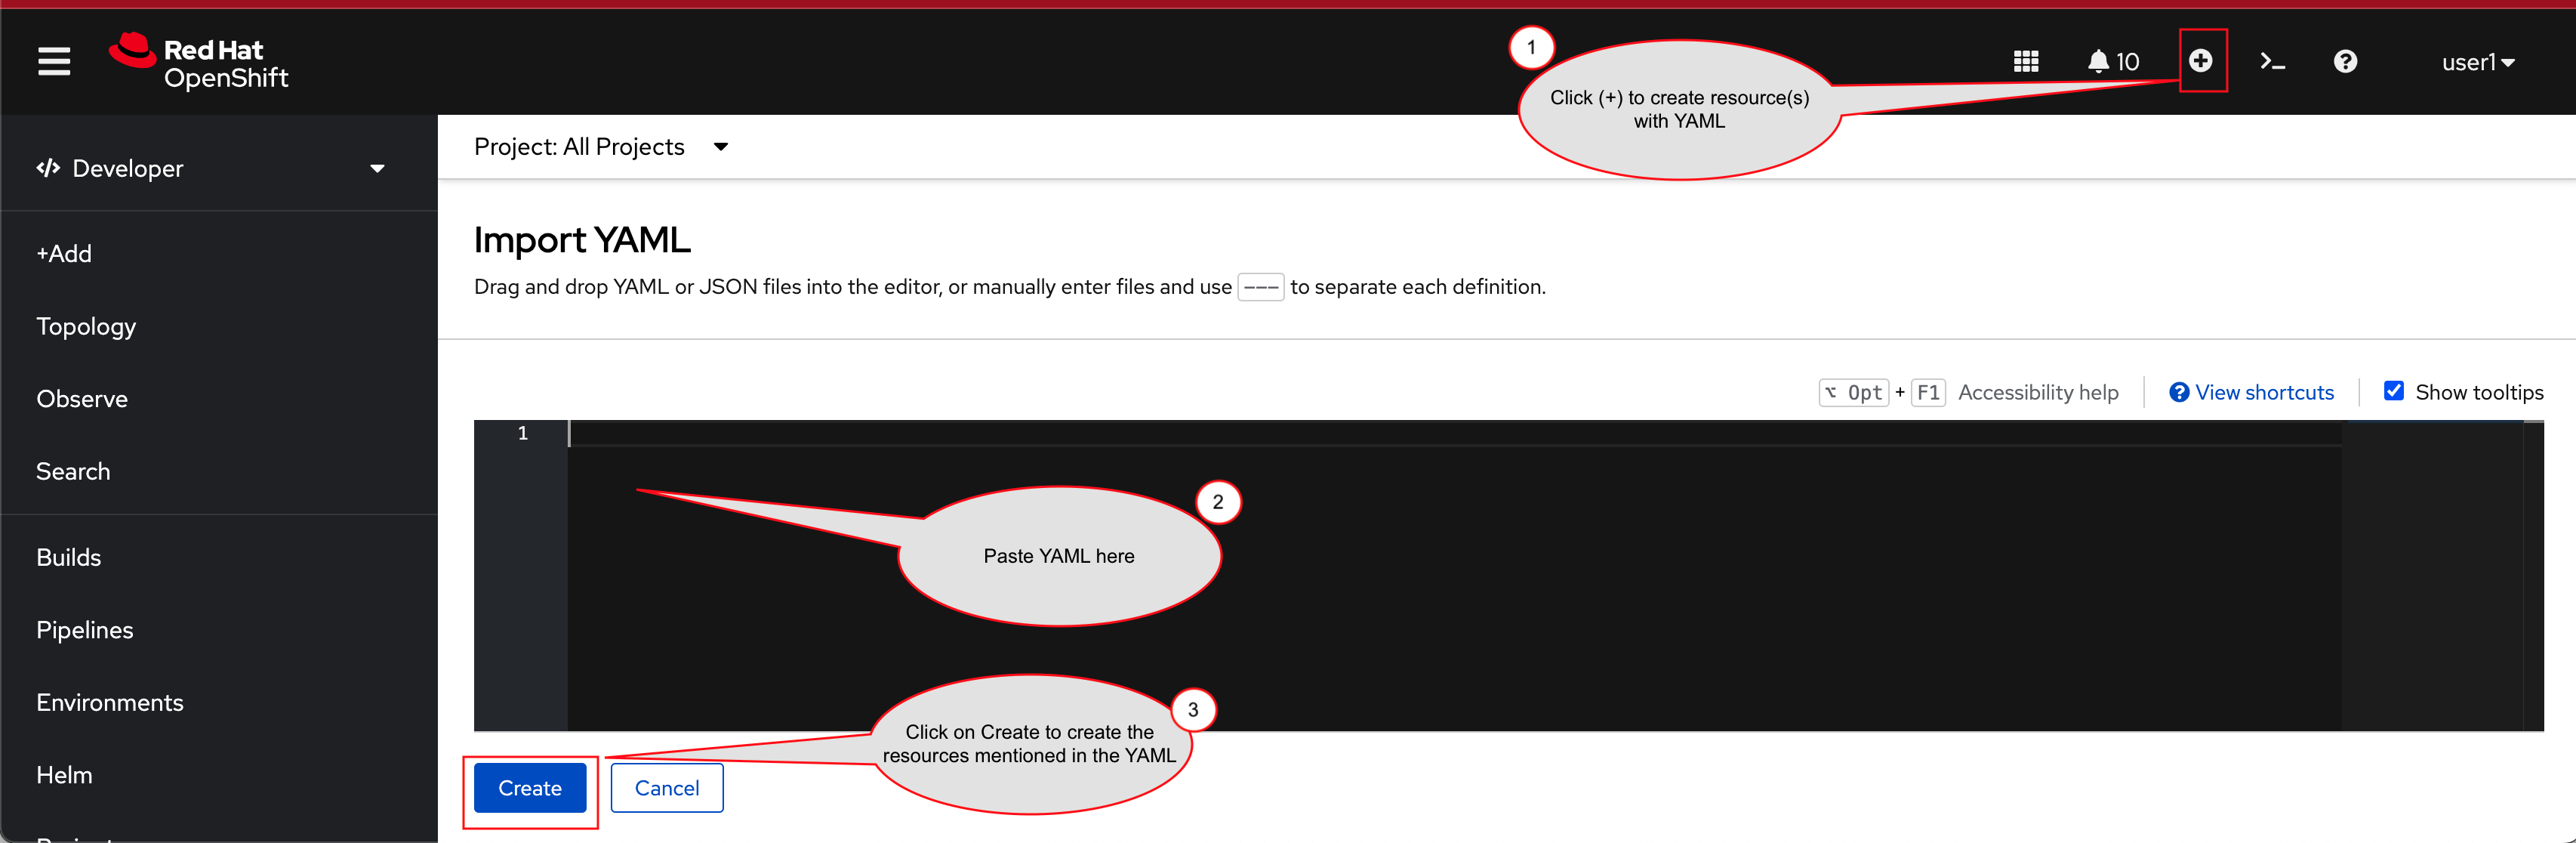 Red Hat
OpenShift
1
Click (+) to create resource(s)
with YAML
10
user1
Developer
Project: All Projects
+Add
Topology
Observe
Search
Builds
Pipelines
Environments
Helm
Import YAML
Drag and drop YAML or JSON files into the editor, or manually enter files and use --- to separate each definition.
⌥ Opt + F1 Accessibility help
View shortcuts
Show tooltips
1
2
Paste YAML here
3
Click on Create to create the
resources mentioned in the YAML
Create
Cancel